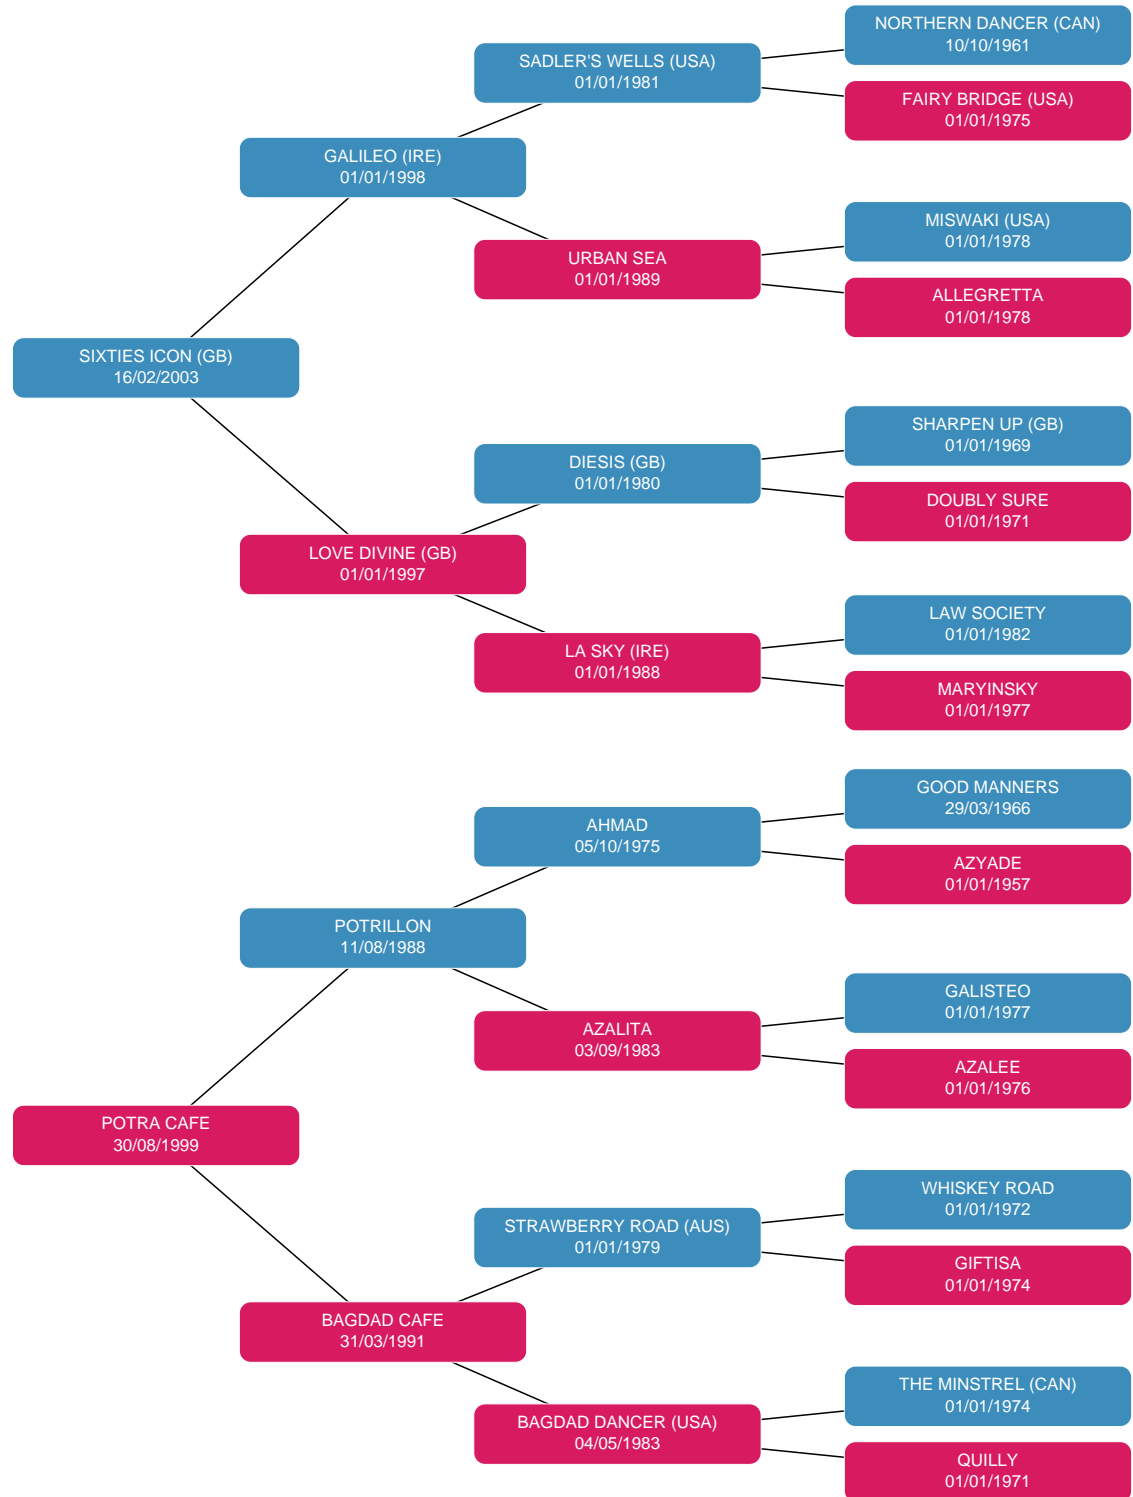 NORTHERN DANCER (CAN)
10/10/1961
SADLER'S WELLS (USA)
01/01/1981
FAIRY BRIDGE (USA)
01/01/1975
GALILEO (IRE)
01/01/1998
MISWAKI (USA)
01/01/1978
URBAN SEA
01/01/1989
ALLEGRETTA
01/01/1978
SIXTIES ICON (GB)
16/02/2003
SHARPEN UP (GB)
01/01/1969
DIESIS (GB)
01/01/1980
DOUBLY SURE
01/01/1971
LOVE DIVINE (GB)
01/01/1997
LAW SOCIETY
01/01/1982
LA SKY (IRE)
01/01/1988
MARYINSKY
01/01/1977
GOOD MANNERS
29/03/1966
AHMAD
05/10/1975
AZYADE
01/01/1957
POTRILLON
11/08/1988
GALISTEO
01/01/1977
AZALITA
03/09/1983
AZALEE
01/01/1976
POTRA CAFE
30/08/1999
WHISKEY ROAD
01/01/1972
STRAWBERRY ROAD (AUS)
01/01/1979
GIFTISA
01/01/1974
BAGDAD CAFE
31/03/1991
THE MINSTREL (CAN)
01/01/1974
BAGDAD DANCER (USA)
04/05/1983
QUILLY
01/01/1971